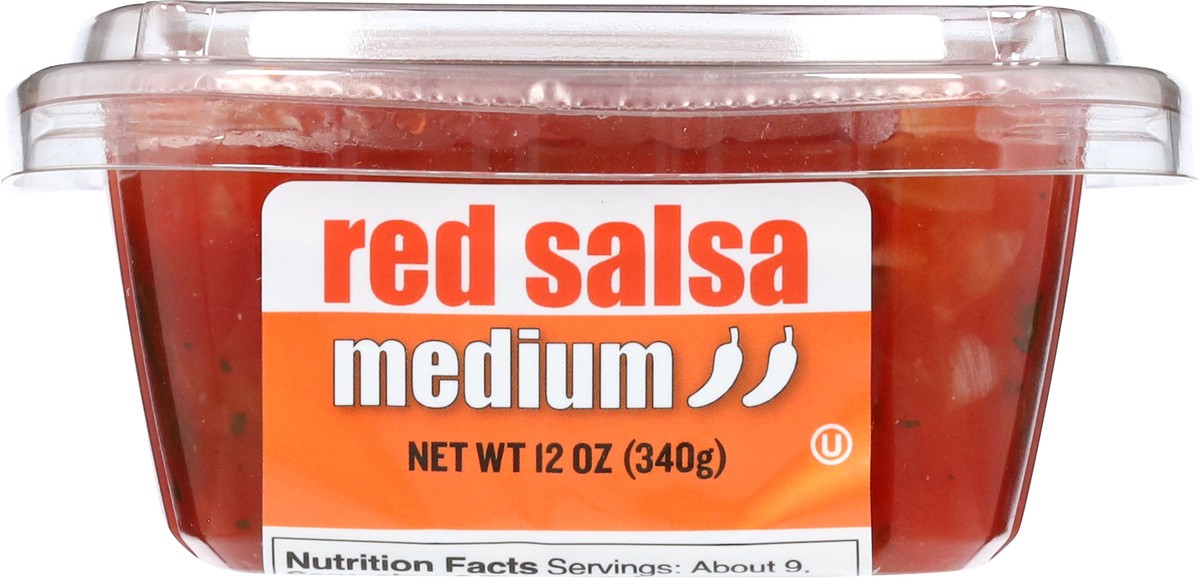 red salsa
medium
NET WT 12 OZ (340g)
U
Nutrition Facts Servings: About 9.